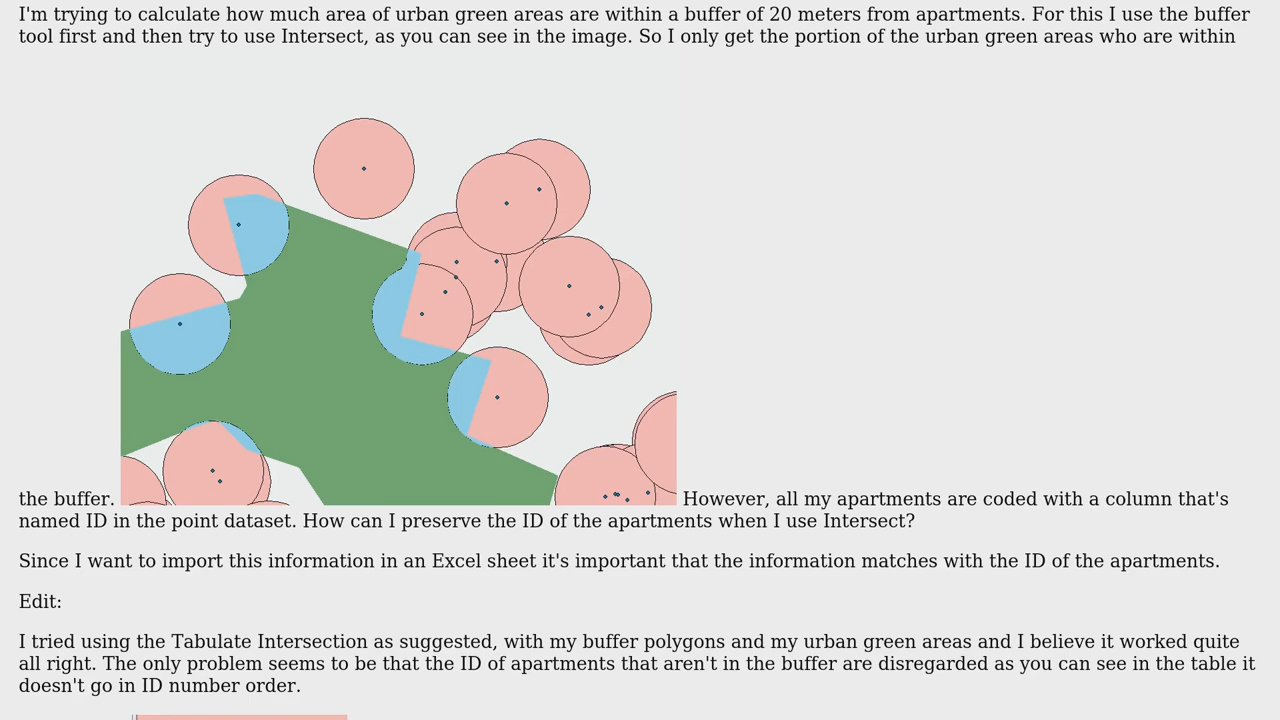 I'm trying to calculate how much area of urban green areas are within a buffer of 20 meters from apartments. For this I use the buffer
tool first and then try to use Intersect, as you can see in the image. So I only get the portion of the urban green areas who are within
the buffer. However, all my apartments are coded with a column that's
named ID in the point dataset. How can I preserve the ID of the apartments when I use Intersect?
Since I want to import this information in an Excel sheet it's important that the information matches with the ID of the apartments.
Edit:
I tried using the Tabulate Intersection as suggested, with my buffer polygons and my urban green areas and I believe it worked quite
all right. The only problem seems to be that the ID of apartments that aren't in the buffer are disregarded as you can see in the table it
doesn't go in ID number order.